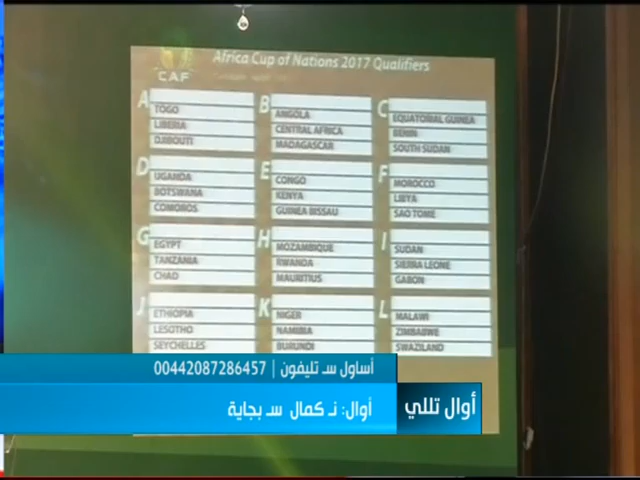 Africa Cup of Nations 2017 Qualifiers
CAF
A
TOGO
LIBERIA
DJIBOUTI
B
ANGOLA
CENTRAL AFRICA
MADAGASCAR
C
EQUATORIAL GUINEA
BENIN
SOUTH SUDAN
D
UGANDA
BOTSWANA
COMOROS
E
CONGO
KENYA
GUINEA BISSAU
F
MOROCCO
LIBYA
SAO TOME
G
EGYPT
TANZANIA
CHAD
H
MOZAMBIQUE
RWANDA
MAURITIUS
I
SUDAN
SIERRA LEONE
GABON
J
ETHIOPIA
LESOTHO
SEYCHELLES
K
NIGER
NAMIBIA
BURUNDI
L
MALAWI
ZIMBABWE
SWAZILAND
أساول سـ تليفون | 00442087286457
أوال تللي
أوال: نـ كمال سـ بجاية